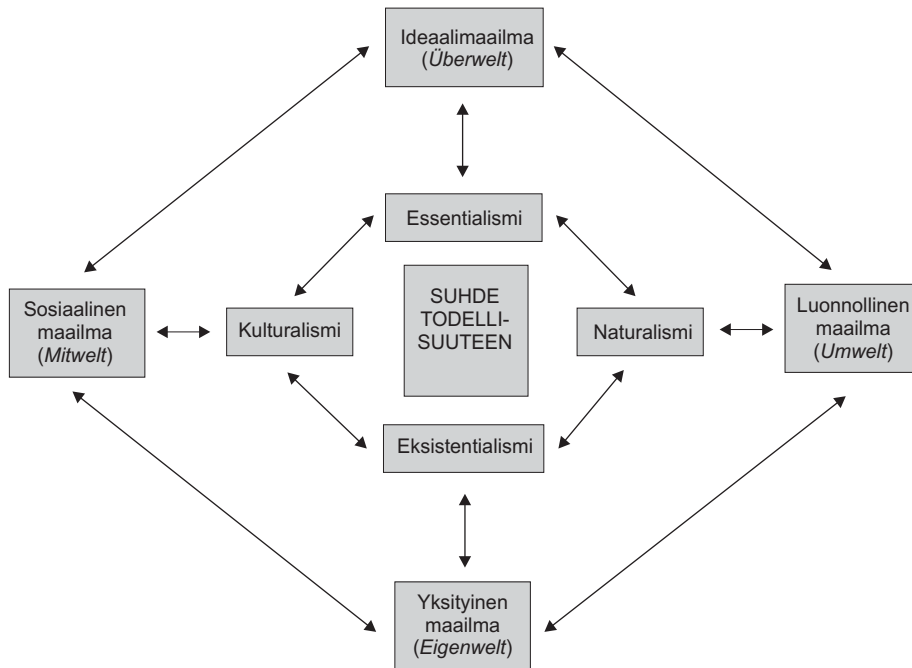 Ideaalimaailma
(Überwelt)
Essentialismi
Sosiaalinen
maailma
(Mitwelt)
Kulturalismi
SUHDE
TODELLI-
SUUTEEN
Naturalismi
Luonnollinen
maailma
(Umwelt)
Eksistentialismi
Yksityinen
maailma
(Eigenwelt)